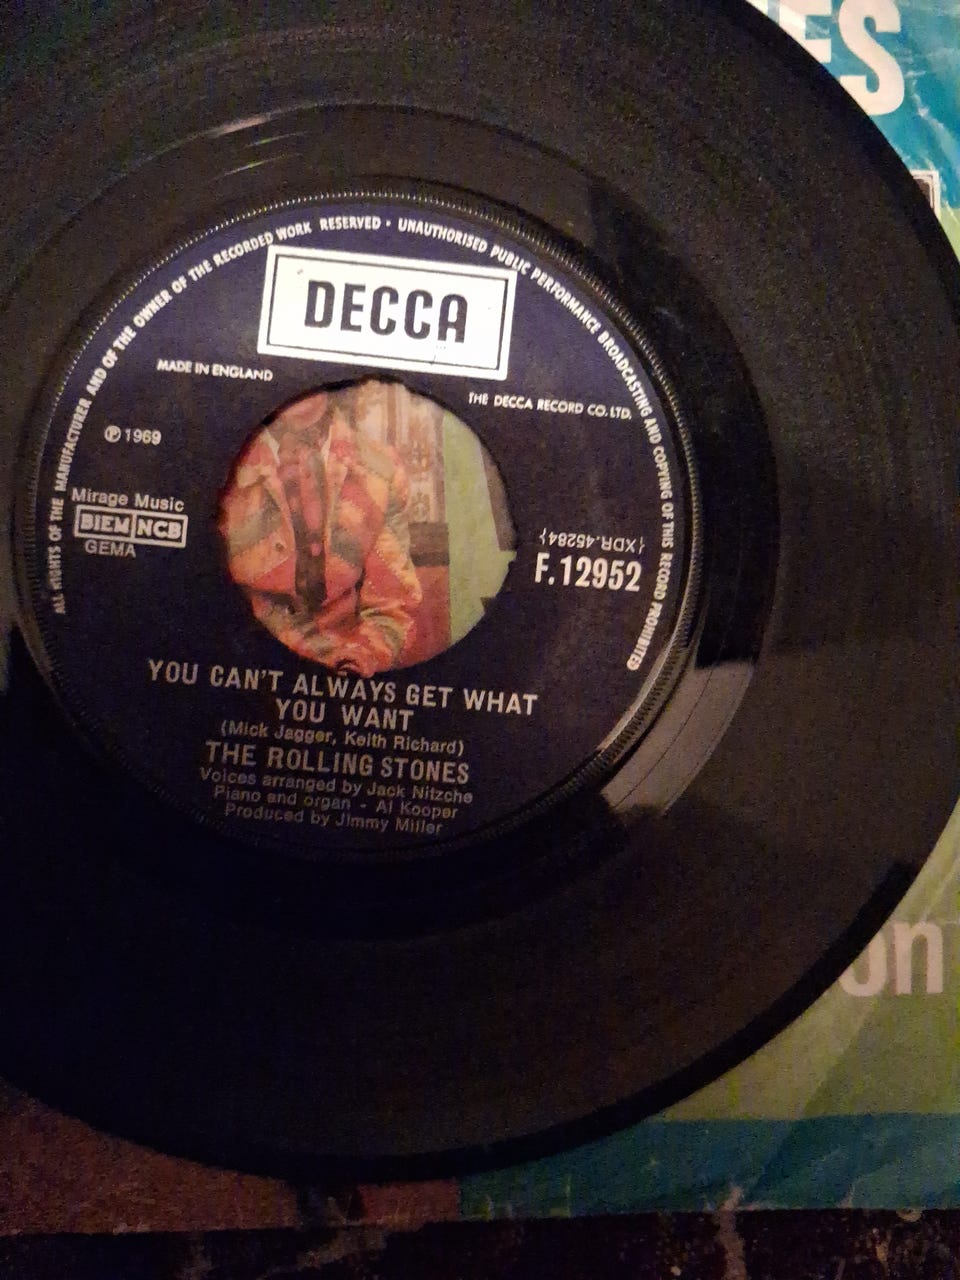 ES
ALL RIGHTS OF THE MANUFACTURER AND OF THE OWNER OF THE RECORDED WORK RESERVED · UNAUTHORISED PUBLIC PERFORMANCE BROADCASTING AND COPYING OF THIS RECORD PROHIBITED
DECCA
MADE IN ENGLAND
THE DECCA RECORD CO. LTD.
℗ 1969
Mirage Music
BIEM NCB
GEMA
{XDR.45284}
F.12952
YOU CAN'T ALWAYS GET WHAT
YOU WANT
(Mick Jagger, Keith Richard)
THE ROLLING STONES
Voices arranged by Jack Nitzche
Piano and organ - Al Kooper
Produced by Jimmy Miller
on